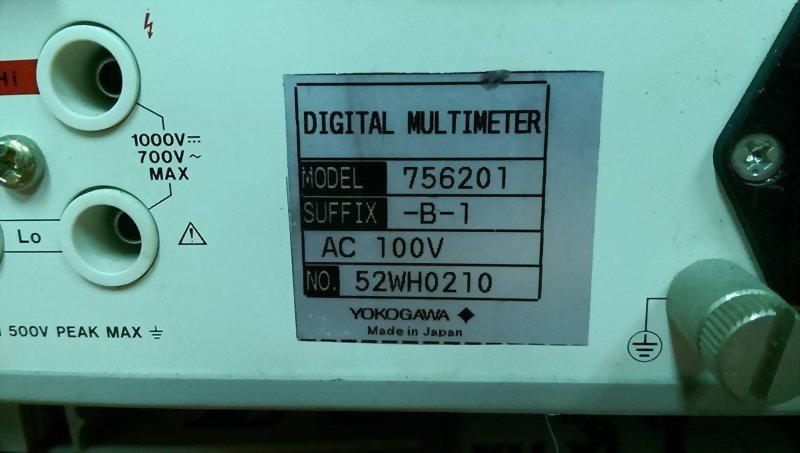 Hi
1000V⎓
700V～
MAX
Lo
500V PEAK MAX
DIGITAL MULTIMETER
MODEL 756201
SUFFIX -B-1
AC 100V
NO. 52WH0210
YOKOGAWA
Made in Japan